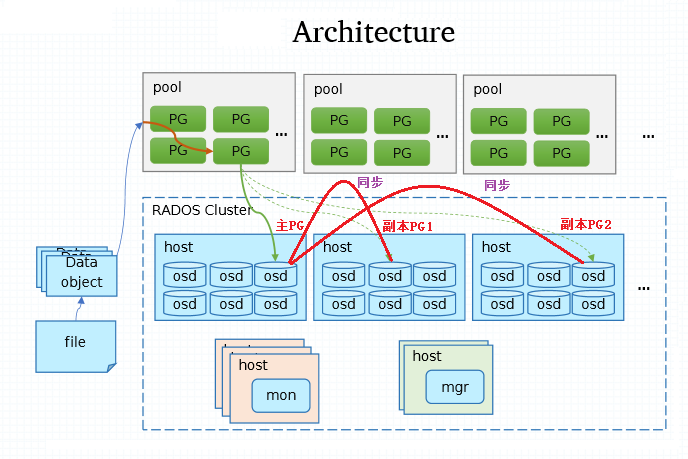 Architecture
pool
PG PG
PG PG
...
pool
PG PG
PG PG
...
pool
PG PG
PG PG
...
...
同步
同步
RADOS Cluster
主PG
副本PG1
副本PG2
host
osd osd osd
osd osd osd
host
osd osd osd
osd osd osd
host
osd osd osd
osd osd osd
...
Data
Data
Data
object
file
host
mon
host
mgr